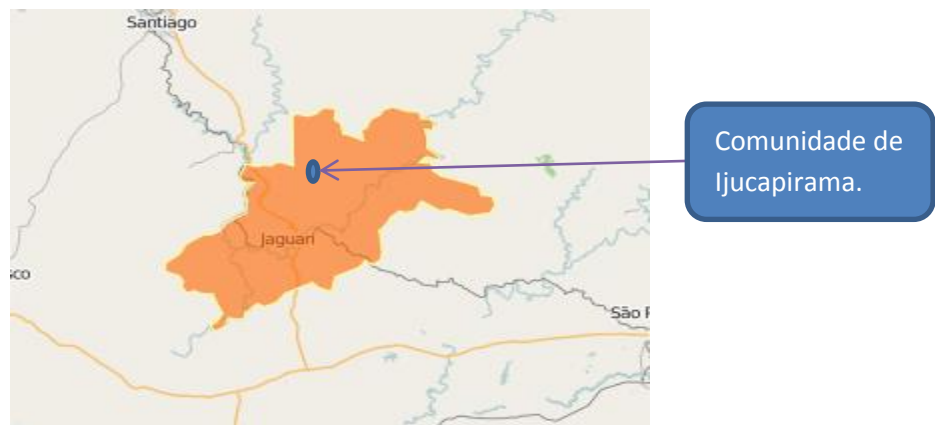 Santiago
Comunidade de
Ijucapirama.
Jaguari
sco
São F